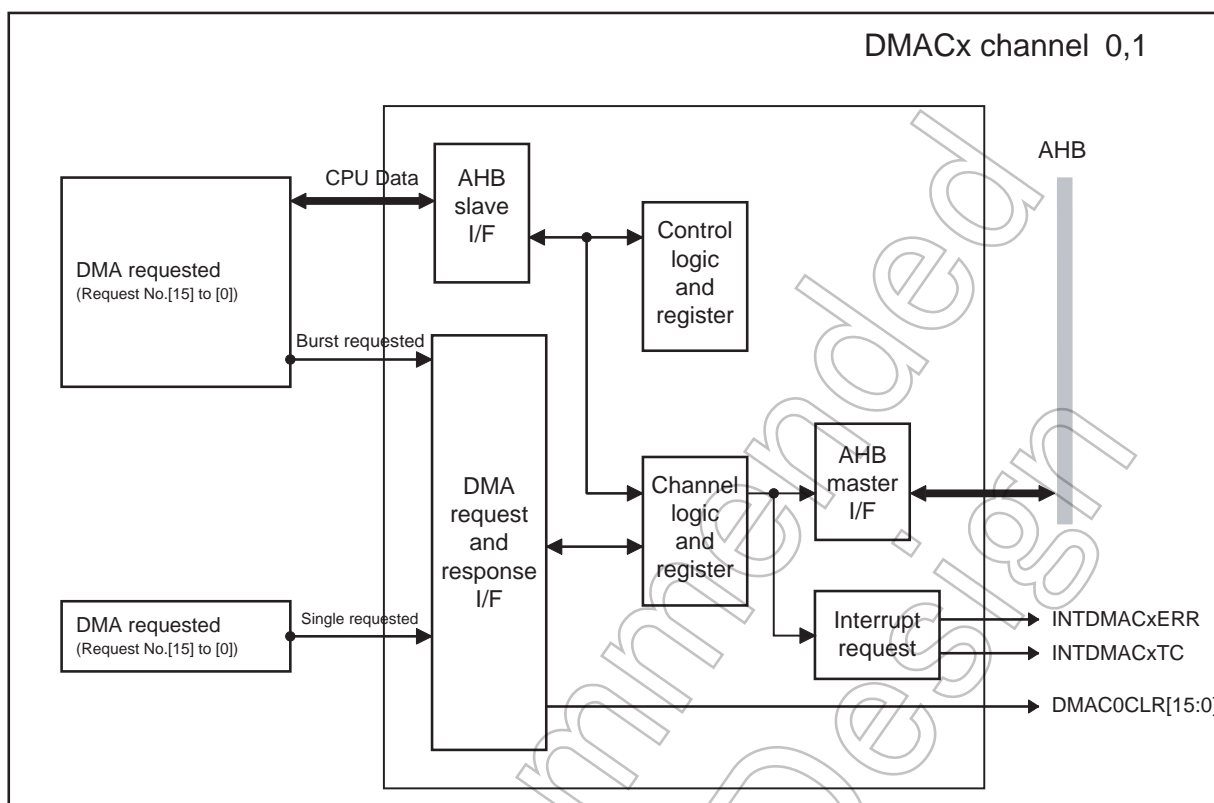 DMACx channel 0,1
AHB
CPU Data
AHB
slave
I/F
Control
logic
and
register
DMA requested
(Request No.[15] to [0])
Burst requested
DMA
request
and
response
I/F
Channel
logic
and
register
AHB
master
I/F
DMA requested
(Request No.[15] to [0])
Single requested
Interrupt
request
INTDMACxERR
INTDMACxTC
DMAC0CLR[15:0]
mmended
Design